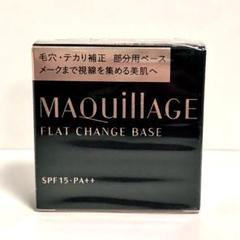 毛穴・テカリ補正 部分用ベース
メークまで視線を集める美肌へ
MAQuillAGE
FLAT CHANGE BASE
SPF15・PA++